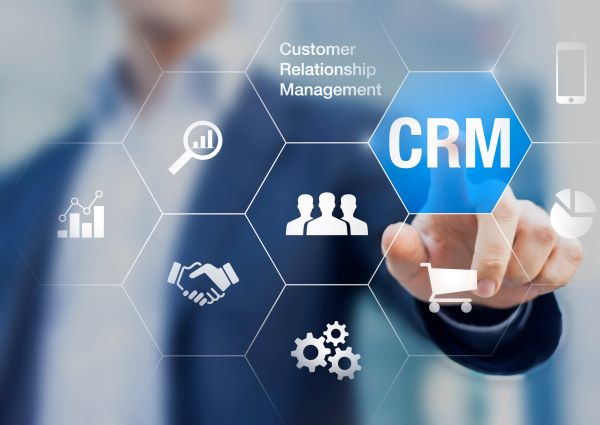 Customer
Relationship
Management
CRM